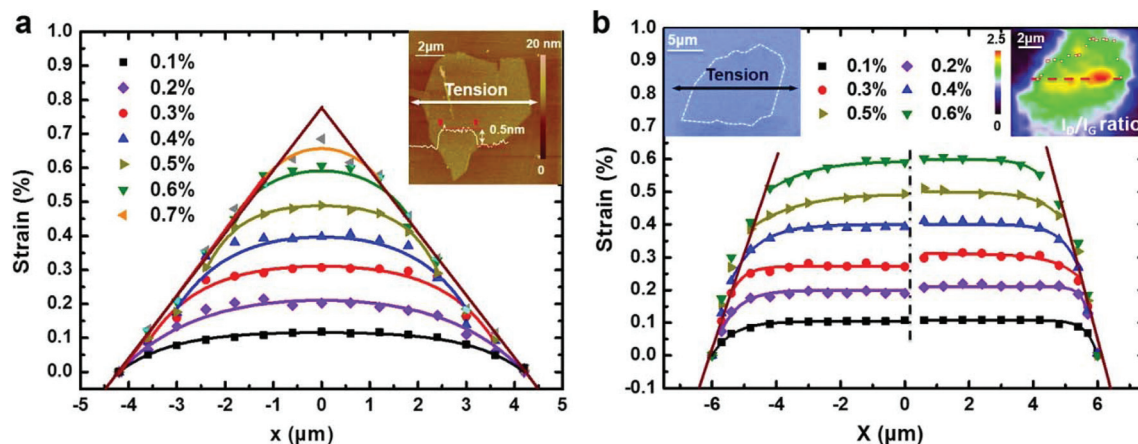 a
b
1.0
0.9
0.8
0.7
0.6
0.5
0.4
0.3
0.2
0.1
0.0
Strain (%)
0.1%
0.2%
0.3%
0.4%
0.5%
0.6%
0.7%
2μm
20 nm
Tension
0.5nm
0
-5 -4 -3 -2 -1 0 1 2 3 4 5
x (μm)
1.0
0.9
0.8
0.7
0.6
0.5
0.4
0.3
0.2
0.1
0.0
-0.1
Strain (%)
5μm
Tension
2.5
2μm
0
ID/IG ratio
0.1% 0.2%
0.3% 0.4%
0.5% 0.6%
-6 -4 -2 0 2 4 6
X (μm)